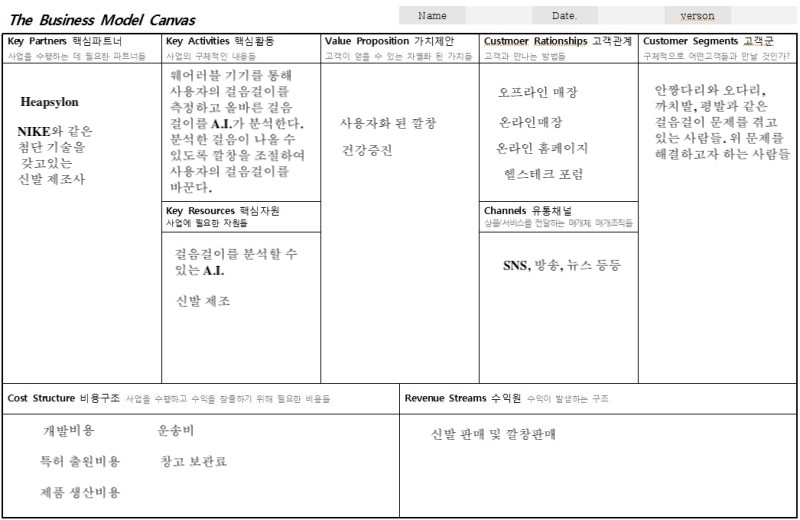 The Business Model Canvas
Name
Date.
verson
Key Partners 핵심파트너
사업을 수행하는 데 필요한 파트너들
Heapsylon
NIKE와 같은
첨단 기술을
갖고있는
신발 제조사
Key Activities 핵심활동
사업의 구체적인 내용들
웨어러블 기기를 통해
사용자의 걸음걸이를
측정하고 올바른 걸음
걸이를 A.I.가 분석한다.
분석한 걸음이 나올 수
있도록 깔창을 조절하여
사용자의 걸음걸이를
바꾼다.
Key Resources 핵심자원
사업에 필요한 자원들
걸음걸이를 분석할 수
있는 A.I.
신발 제조
Value Proposition 가치제안
고객이 얻을 수 있는 차별화 된 가치들
사용자화 된 깔창
건강증진
Custmoer Rationships 고객관계
고객과 만나는 방법들
오프라인 매장
온라인매장
온라인 홈페이지
헬스테크 포럼
Channels 유통채널
상품/서비스를 전달하는 매개체 매개조직들
SNS, 방송, 뉴스 등등
Customer Segments 고객군
구체적으로 어떤고객들과 만날 것인가?
안짱다리와 오다리,
까치발, 평발과 같은
걸음걸이 문제를 겪고
있는 사람들. 위 문제를
해결하고자 하는 사람들
Cost Structure 비용구조 사업을 수행하고 수익을 창출하기 위해 필요한 비용들
개발비용 운송비
특허 출원비용 창고 보관료
제품 생산비용
Revenue Streams 수익원 수익이 발생하는 구조
신발 판매 및 깔창판매